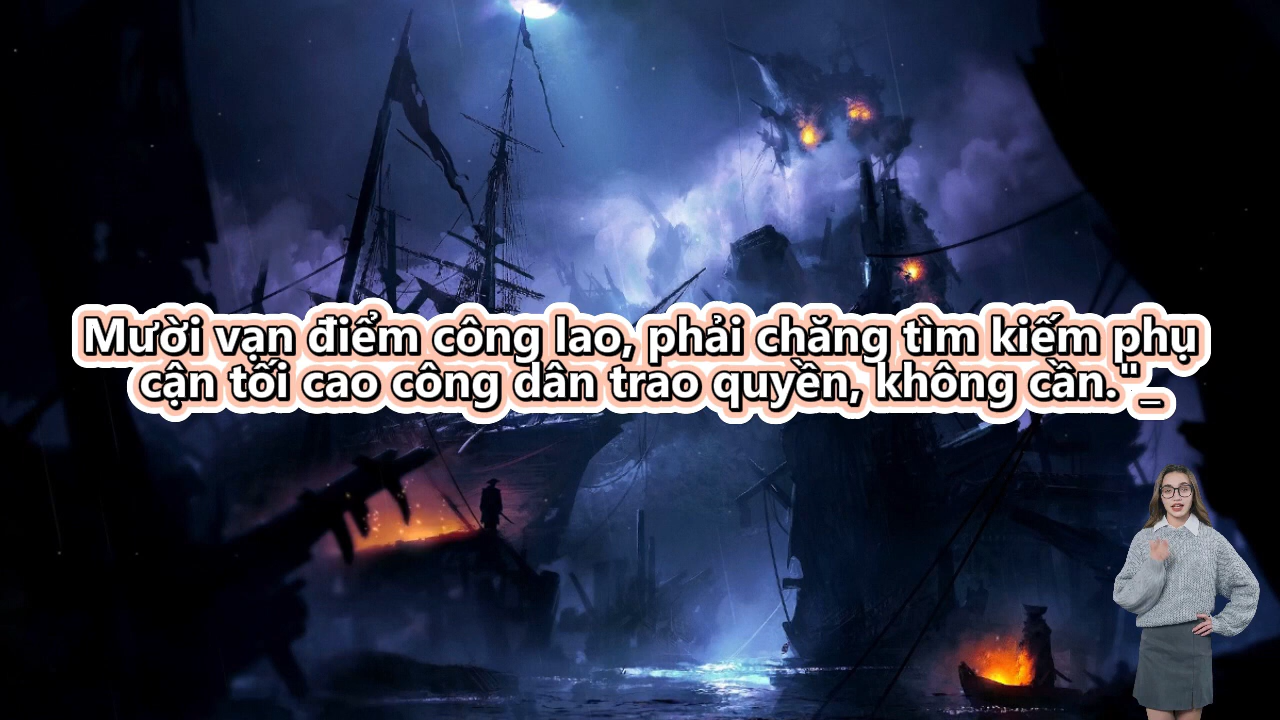 Mười vạn điểm công lao, phải chăng tìm kiếm phụ
cận tối cao công dân trao quyền, không cần."_